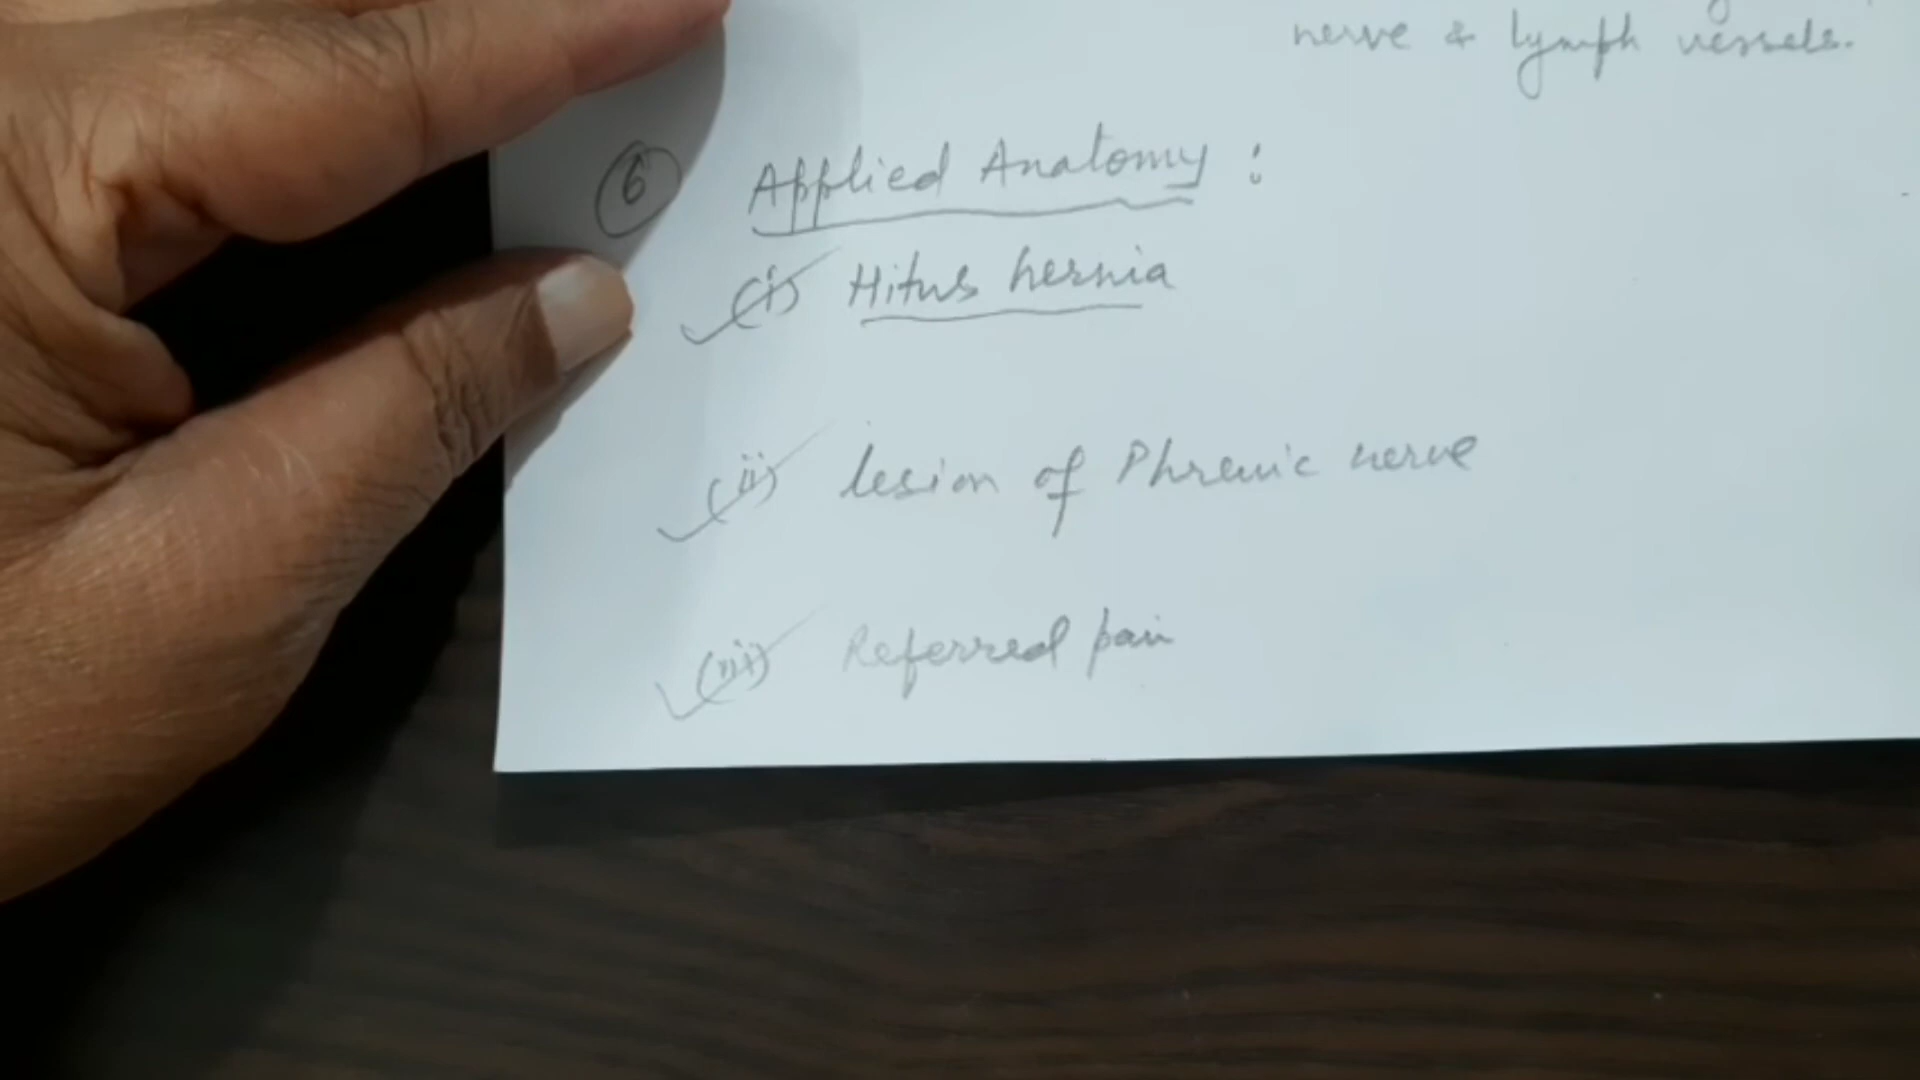 nerve & lymph vessels.
6 Applied Anatomy :
(i) Hitus hernia
(ii) lesion of Phrenic nerve
(iii) Referred pain